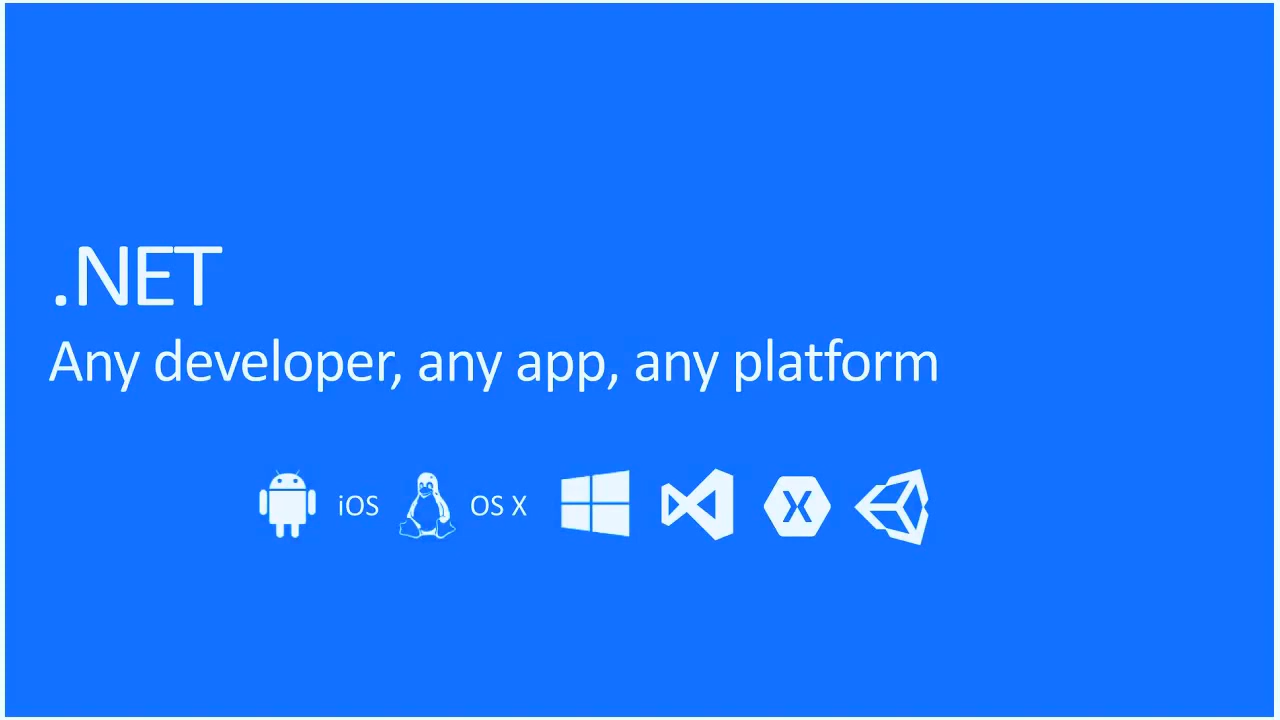 .NET
Any developer, any app, any platform
iOS OS X X